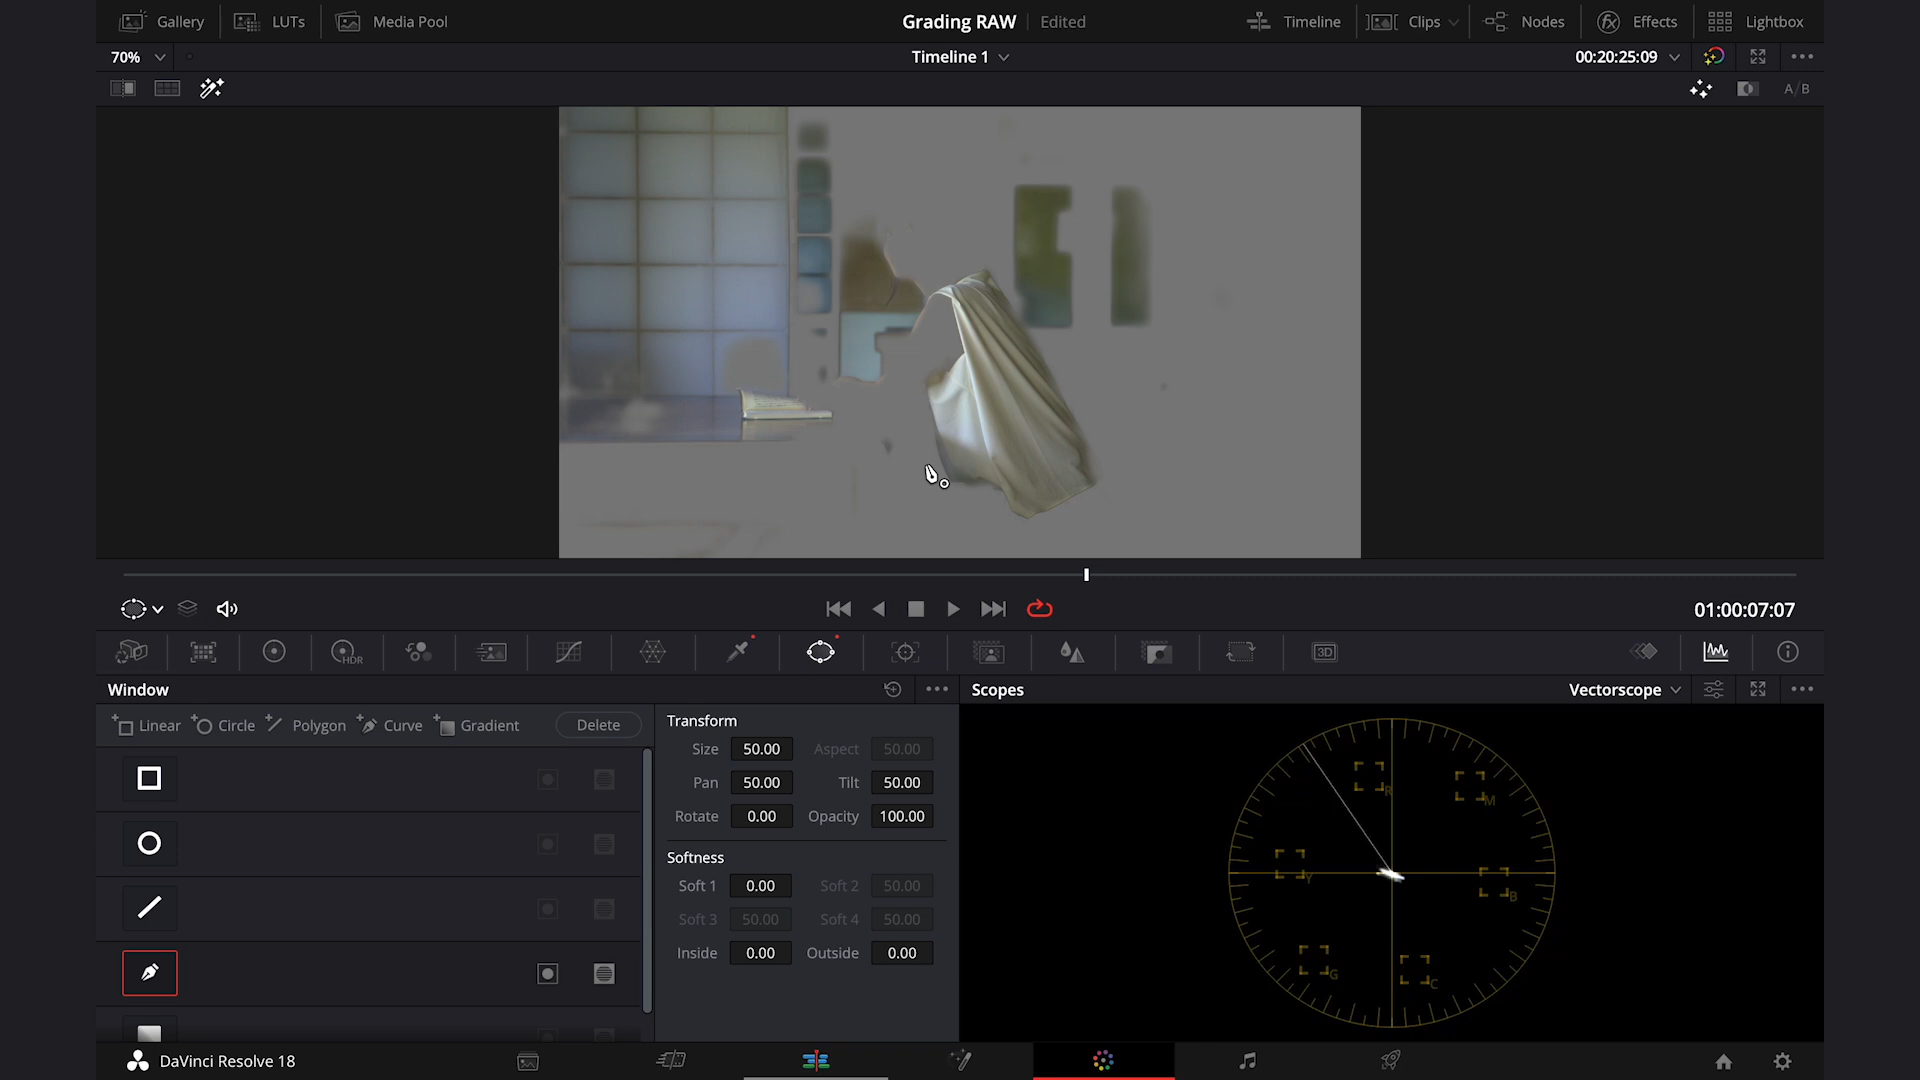 Gallery LUTs Media Pool Grading RAW Edited Timeline Clips Nodes Effects Lightbox
70% Timeline 1 00:20:25:09
A/B
01:00:07:07
HDR 3D
Window Scopes Vectorscope
Linear Circle Polygon Curve Gradient Delete
Transform
Size 50.00 Aspect 50.00
Pan 50.00 Tilt 50.00
Rotate 0.00 Opacity 100.00
Softness
Soft 1 0.00 Soft 2 50.00
Soft 3 50.00 Soft 4 50.00
Inside 0.00 Outside 0.00
R M
Y B
G C
DaVinci Resolve 18